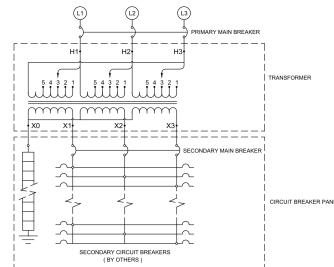 L1 L2 L3
PRIMARY MAIN BREAKER
H1 H2 H3
5 4 3 2 1 5 4 3 2 1 5 4 3 2 1
TRANSFORMER
X0 X1 X2 X3
SECONDARY MAIN BREAKER
CIRCUIT BREAKER PAN
SECONDARY CIRCUIT BREAKERS
( BY OTHERS )